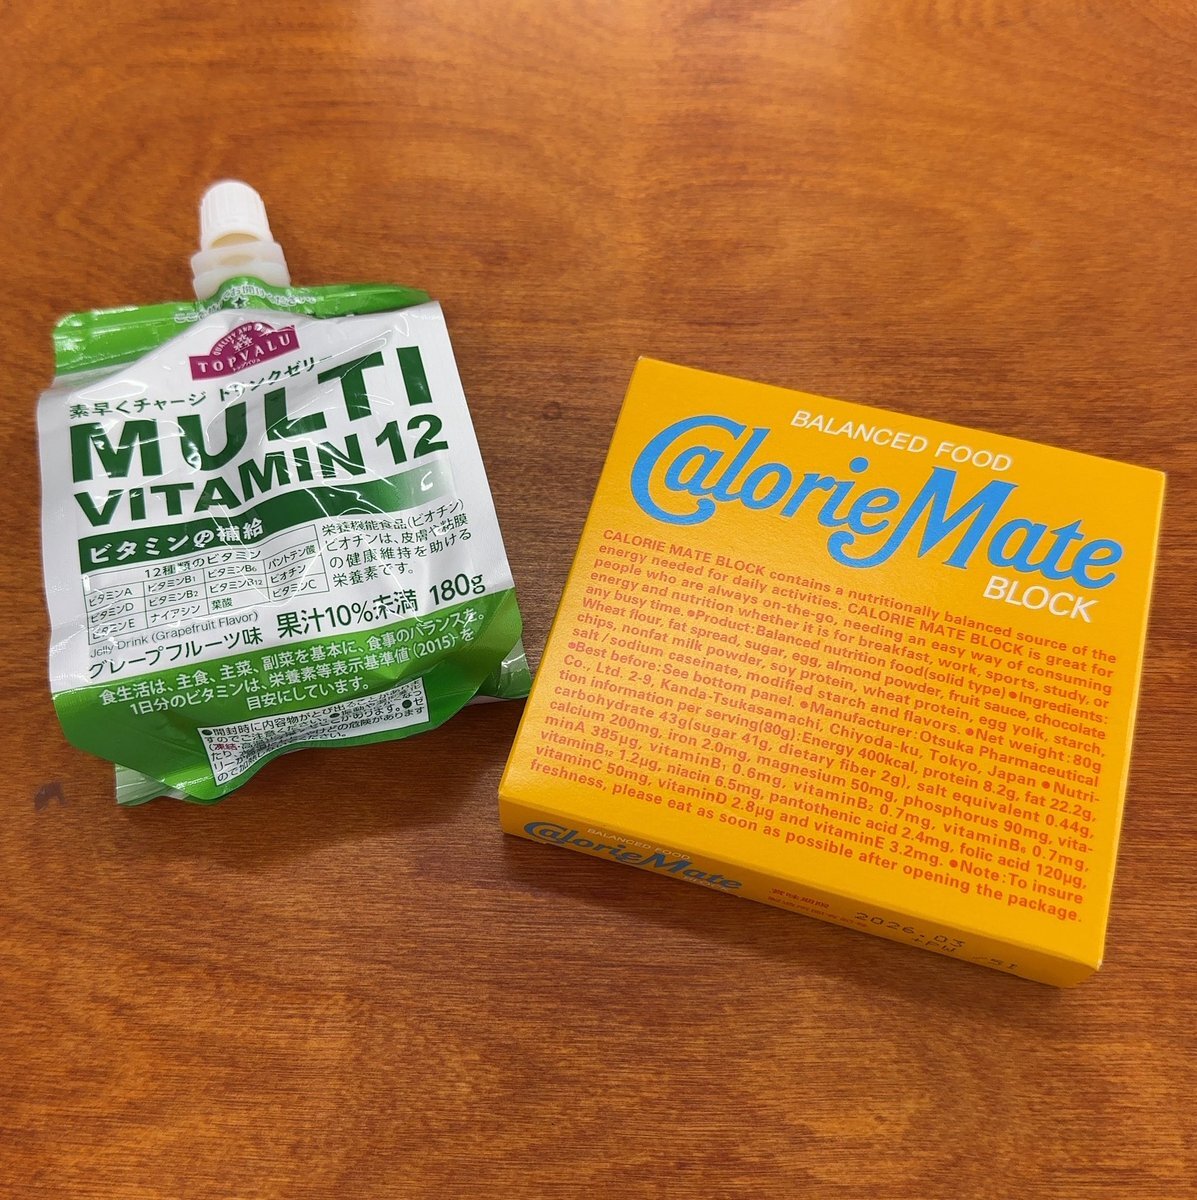 TOPVALU
素早くチャージ ドリンクゼリー
MULTI
VITAMIN 12
ビタミンの補給
12種類のビタミン
ビタミンA ビタミンB1 ビタミンB6 パントテン酸
ビタミンD ビタミンB2 ビタミンB12 ビオチン
ビタミンE ナイアシン 葉酸 ビタミンC
栄養機能食品(ビオチン)
ビオチンは、皮膚や粘膜
の健康維持を助ける
栄養素です。
Jelly Drink (Grapefruit Flavor)
グレープフルーツ味 果汁10%未満 180g
食生活は、主食、主菜、副菜を基本に、食事のバランスを。
1日分のビタミンは、栄養素等表示基準値(2015)を
目安にしています。
BALANCED FOOD
CalorieMate
BLOCK
CALORIE MATE BLOCK contains a nutritionally balanced source of the
energy needed for daily activities. CALORIE MATE BLOCK is great for
people who are always on-the-go, needing an easy way of consuming
energy and nutrition whether it is for breakfast, work, sports, study, or
any busy time. ●Product:Balanced nutrition food(solid type) ●Ingredients:
Wheat flour, fat spread, sugar, egg, almond powder, fruit sauce, chocolate
chips, nonfat milk powder, soy protein, wheat protein, egg yolk, starch,
salt/sodium caseinate, modified starch and flavors. ●Net weight:80g
●Best before:See bottom panel. ●Manufacturer:Otsuka Pharmaceutical
Co., Ltd. 2-9, Kanda-Tsukasamachi, Chiyoda-ku, Tokyo, Japan ●Nutri-
tion information per serving(80g):Energy 400kcal, protein 8.2g, fat 22.2g,
carbohydrate 43g(sugar 41g, dietary fiber 2g), salt equivalent 0.44g,
calcium 200mg, iron 2.0mg, magnesium 50mg, phosphorus 90mg, vita-
minA 385μg, vitaminB₁ 0.6mg, vitaminB₂ 0.7mg, vitaminB₆ 0.7mg,
vitaminB₁₂ 1.2μg, niacin 6.5mg, pantothenic acid 2.4mg, folic acid 120μg,
vitaminC 50mg, vitaminD 2.8μg and vitaminE 3.2mg. ●Note:To insure
freshness, please eat as soon as possible after opening the package.
BALANCED FOOD
CalorieMate
BLOCK
賞味期限
2026.03